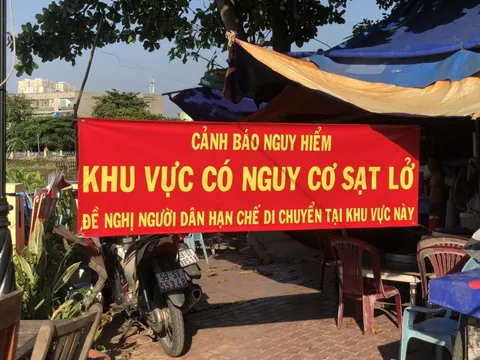 CẢNH BÁO NGUY HIỂM
KHU VỰC CÓ NGUY CƠ SẠT LỞ
ĐỀ NGHỊ NGƯỜI DÂN HẠN CHẾ DI CHUYỂN TẠI KHU VỰC NÀY